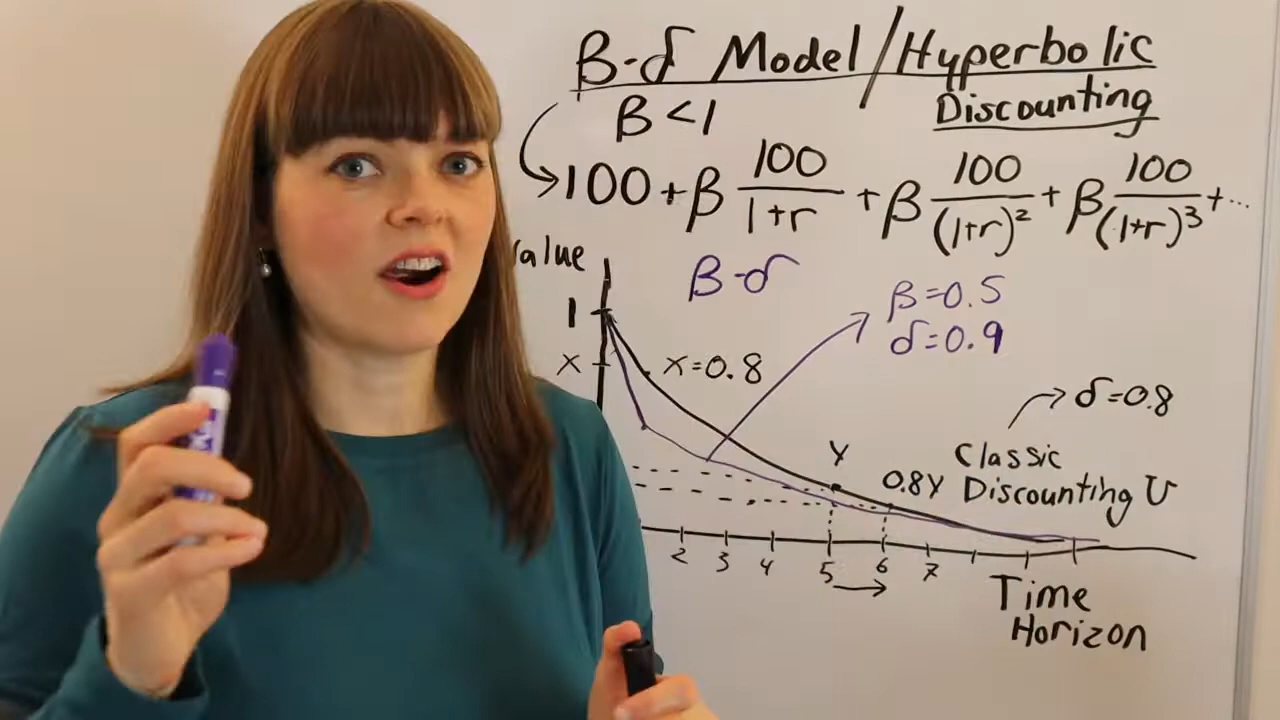 β-δ Model / Hyperbolic
Discounting
β < 1
100 + β 100/(1+r) + β 100/(1+r)² + β 100/(1+r)³ + ...
alue
β-δ
β=0.5
δ=0.9
1
X
X=0.8
δ=0.8
Classic
Discounting U
Y
0.8Y
2 3 4 5 6 7
Time
Horizon